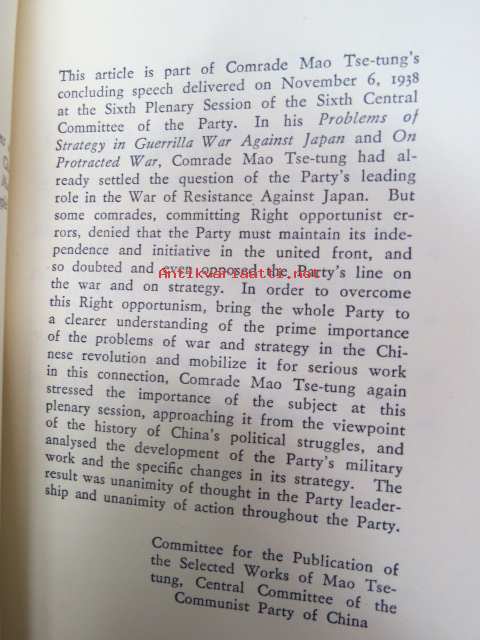 This article is part of Comrade Mao Tse-tung's
concluding speech delivered on November 6, 1938
at the Sixth Plenary Session of the Sixth Central
Committee of the Party. In his Problems of
Strategy in Guerrilla War Against Japan and On
Protracted War, Comrade Mao Tse-tung had al-
ready settled the question of the Party's leading
role in the War of Resistance Against Japan. But
some comrades, committing Right opportunist er-
rors, denied that the Party must maintain its inde-
pendence and initiative in the united front, and
so doubted and even opposed the Party's line on
the war and on strategy. In order to overcome
this Right opportunism, bring the whole Party to
a clearer understanding of the prime importance
of the problems of war and strategy in the Chi-
nese revolution and mobilize it for serious work
in this connection, Comrade Mao Tse-tung again
stressed the importance of the subject at this
plenary session, approaching it from the viewpoint
of the history of China's political struggles, and
analysed the development of the Party's military
work and the specific changes in its strategy. The
result was unanimity of thought in the Party leader-
ship and unanimity of action throughout the Party.
Committee for the Publication of
the Selected Works of Mao Tse-
tung, Central Committee of the
Communist Party of China